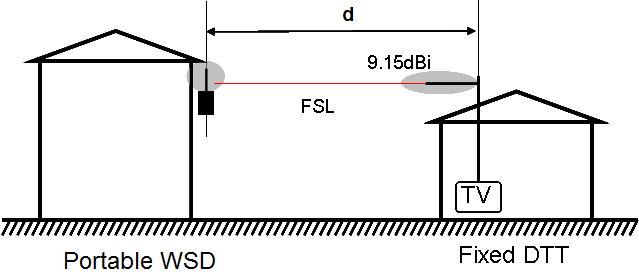 d
9.15dBi
FSL
TV
Portable WSD
Fixed DTT